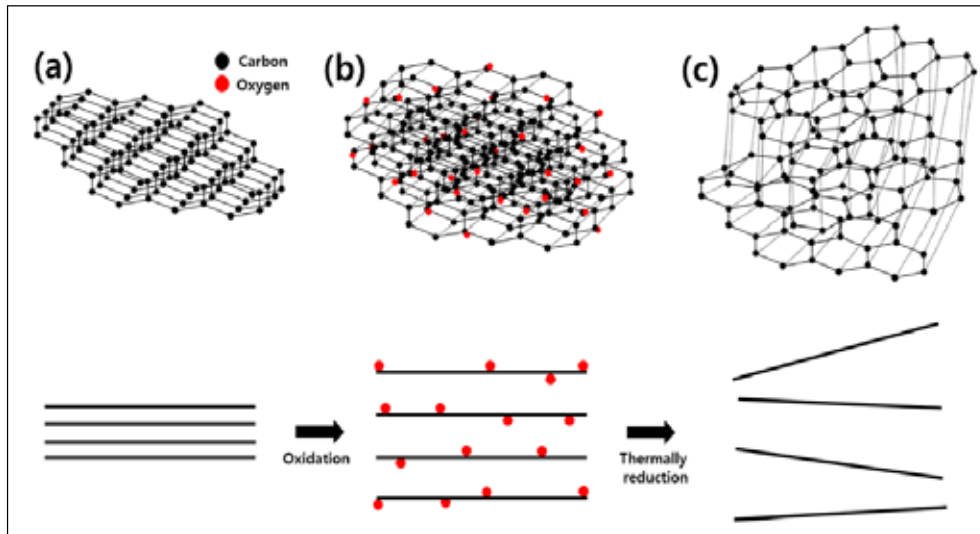 (a)
Carbon
Oxygen
(b)
(c)
Oxidation
Thermally
reduction